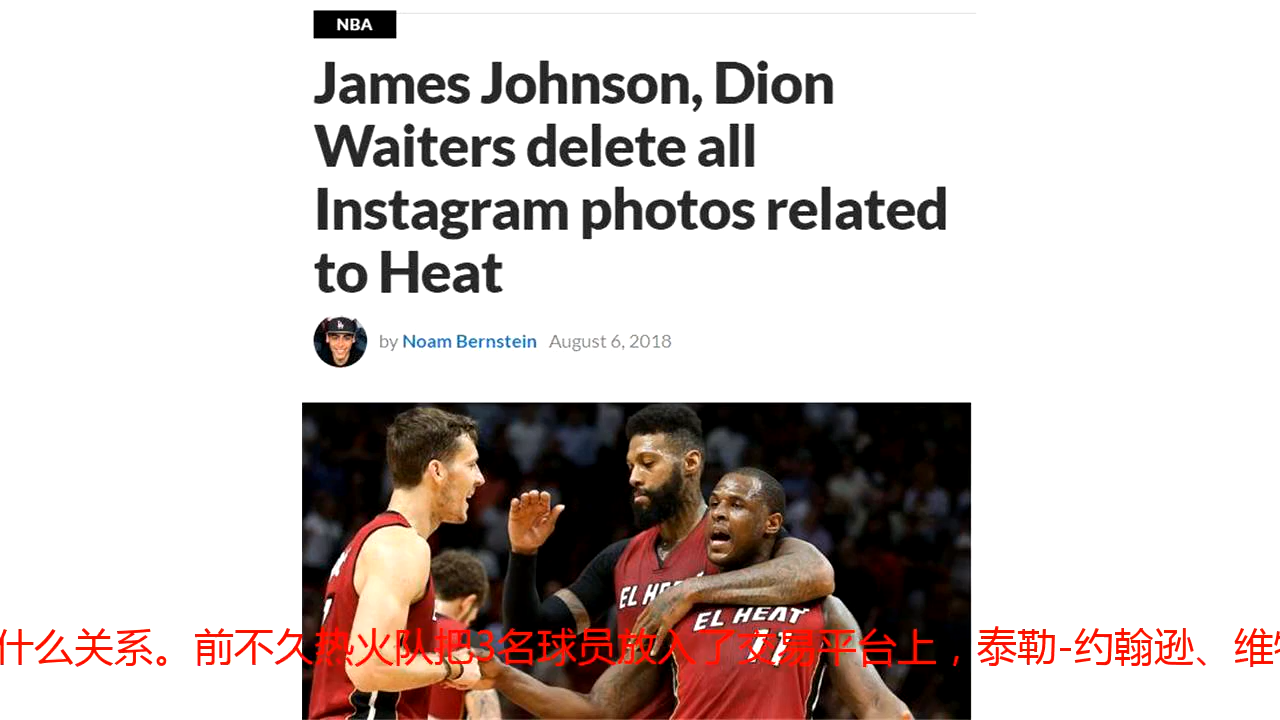 NBA
James Johnson, Dion
Waiters delete all
Instagram photos related
to Heat
by Noam Bernstein August 6, 2018
EL HEAT
什么关系。前不久热火队把3名球员放入了交易平台上，泰勒-约翰逊、维